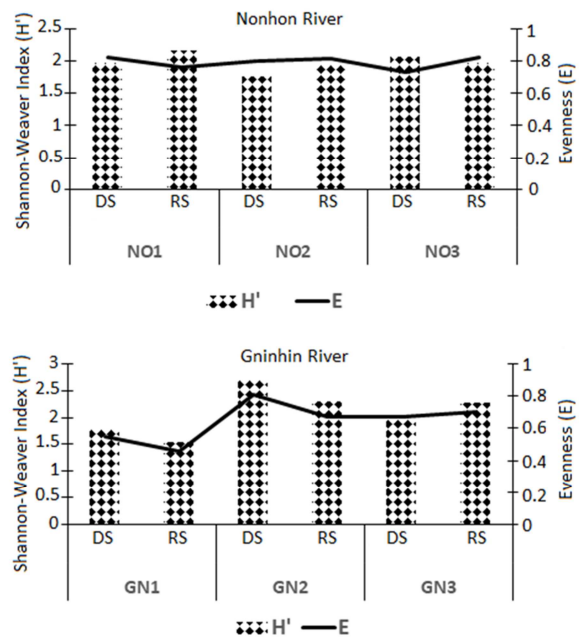 Nonhon River
Shannon-Weaver Index (H')
2.5
2
1.5
1
0.5
0
1
0.8
0.6
0.4
0.2
0
Evenness (E)
DS RS DS RS DS RS
NO1 NO2 NO3
H' E
Gninhin River
Shannon-Weaver Index (H')
3
2.5
2
1.5
1
0.5
0
1
0.8
0.6
0.4
0.2
0
Evenness (E)
DS RS DS RS DS RS
GN1 GN2 GN3
H' E